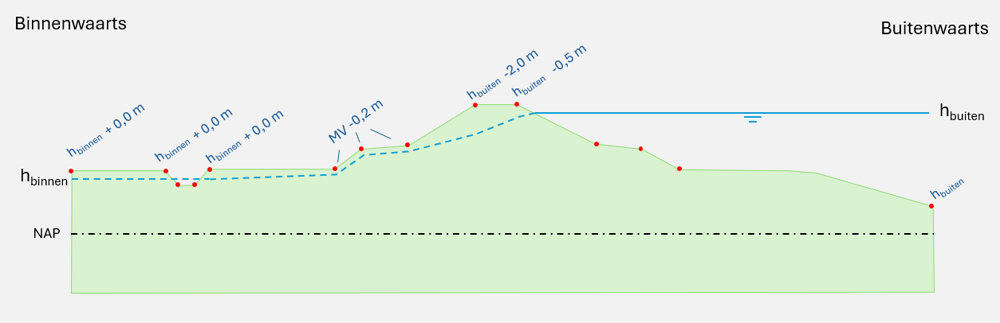 Binnenwaarts
Buitenwaarts
hbinnen + 0,0 m
hbinnen + 0,0 m
hbinnen + 0,0 m
MV -0,2 m
hbuiten -2,0 m
hbuiten -0,5 m
hbuiten
hbinnen
hbuiten
NAP